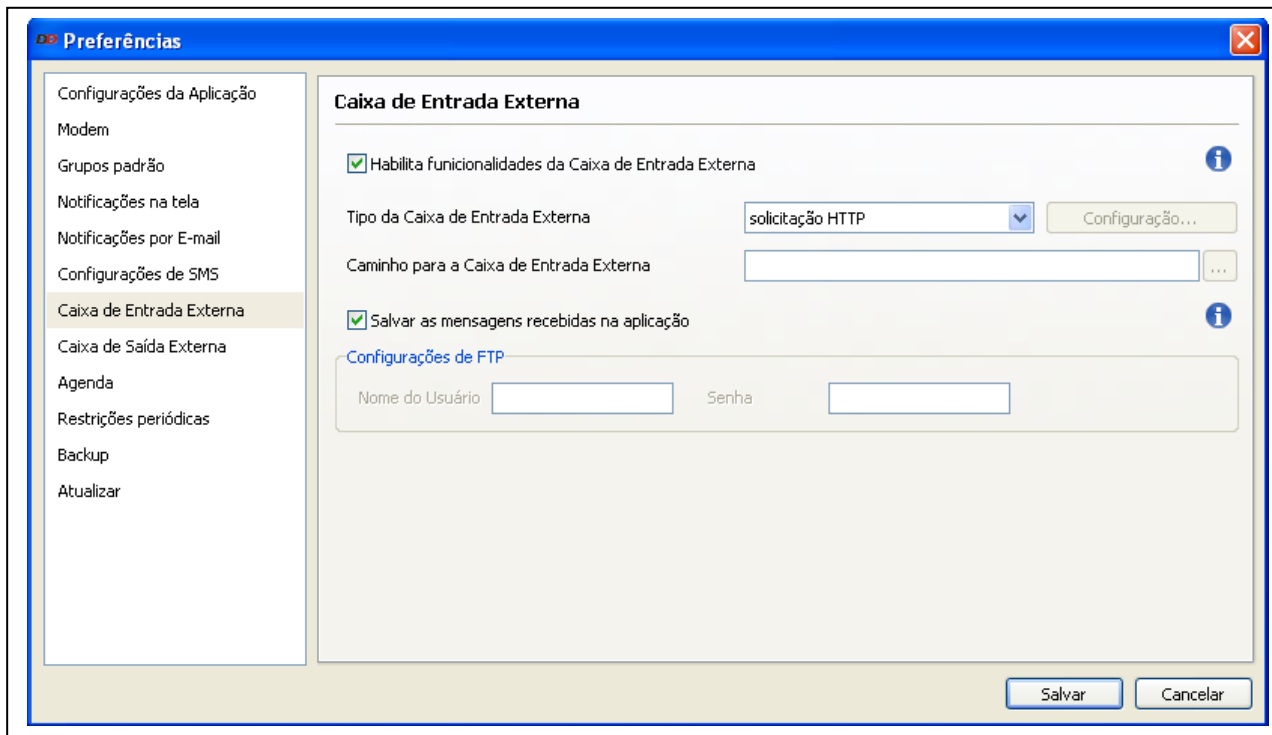 Preferências
Configurações da Aplicação
Modem
Grupos padrão
Notificações na tela
Notificações por E-mail
Configurações de SMS
Caixa de Entrada Externa
Caixa de Saída Externa
Agenda
Restrições periódicas
Backup
Atualizar
Caixa de Entrada Externa
Habilita funicionalidades da Caixa de Entrada Externa
Tipo da Caixa de Entrada Externa solicitação HTTP Configuração...
Caminho para a Caixa de Entrada Externa ...
Salvar as mensagens recebidas na aplicação
Configurações de FTP
Nome do Usuário Senha
Salvar Cancelar